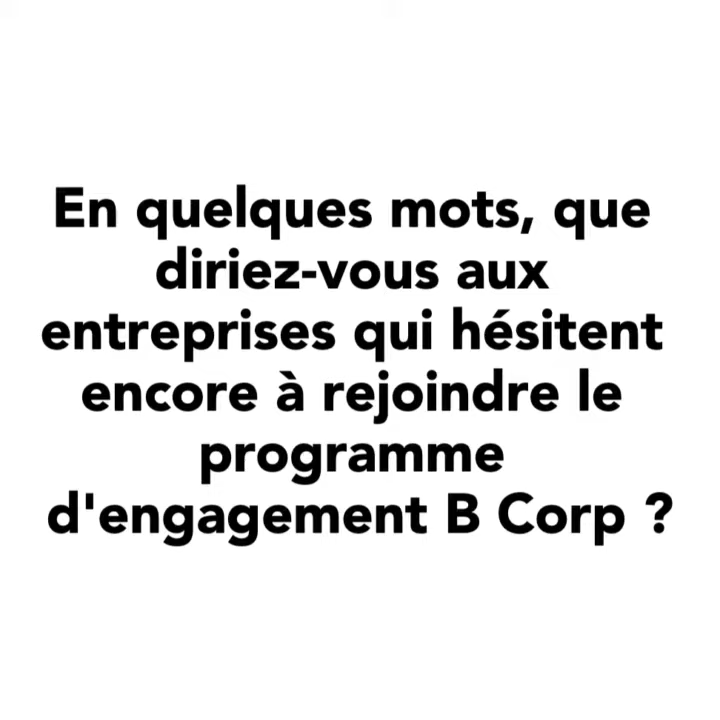 En quelques mots, que
diriez-vous aux
entreprises qui hésitent
encore à rejoindre le
programme
d'engagement B Corp ?